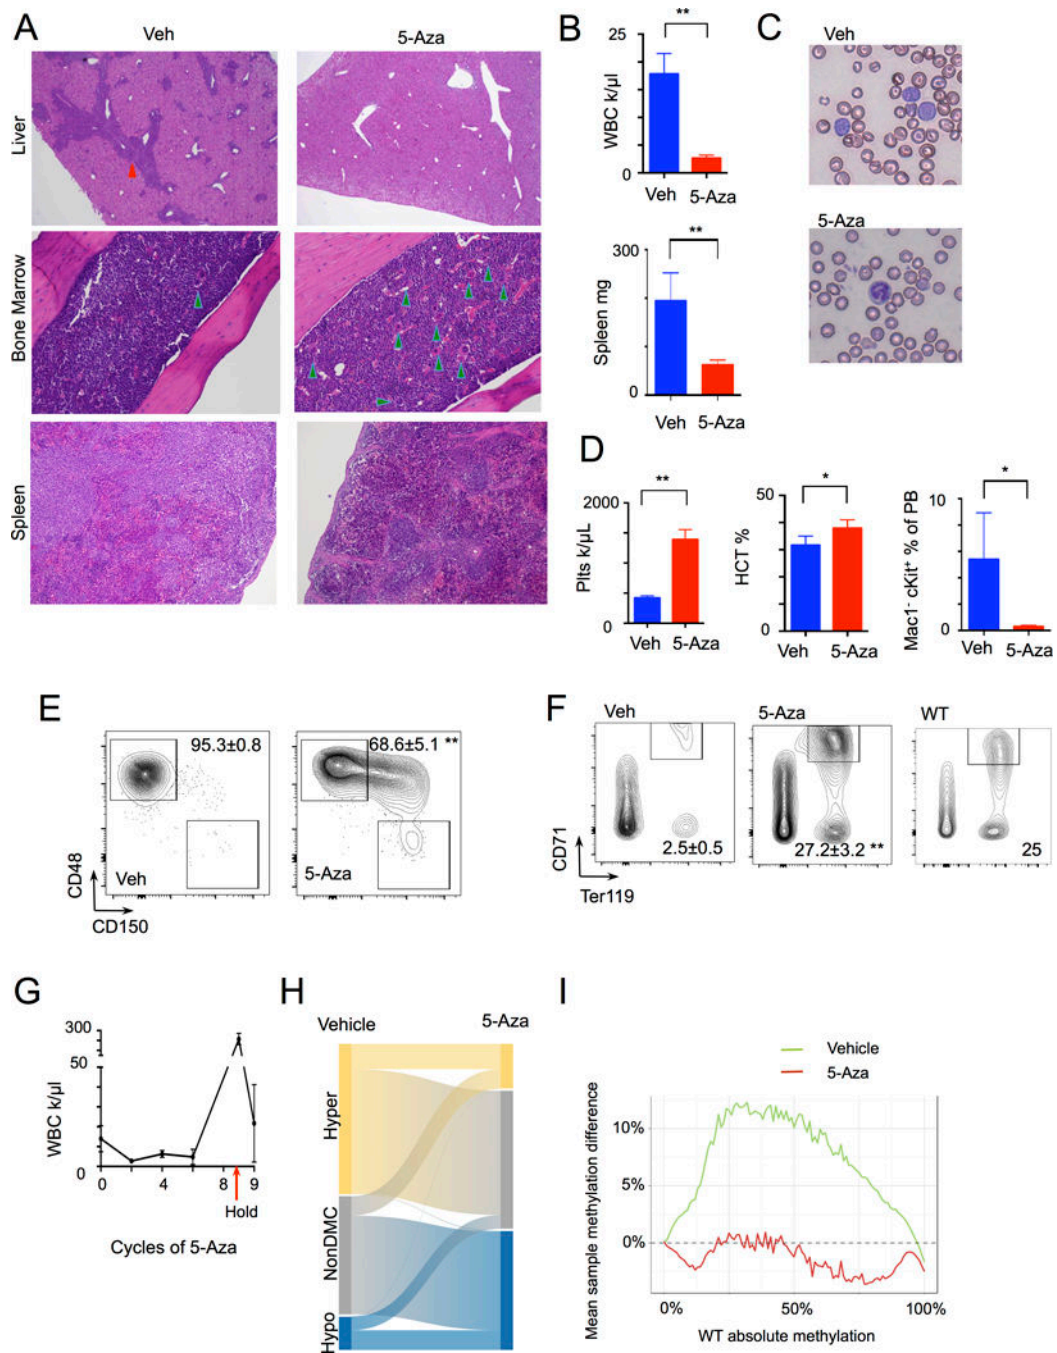 A
Veh
5-Aza
Liver
Bone Marrow
Spleen
B
**
25
WBC k/µl
0
Veh
5-Aza
**
300
Spleen mg
0
Veh
5-Aza
C
Veh
5-Aza
D
**
2000
Plts k/µL
0
Veh 5-Aza
*
50
HCT %
0
Veh 5-Aza
*
10
Mac1- cKit+ % of PB
0
Veh 5-Aza
E
95.3±0.8
68.6±5.1 **
CD48
Veh
5-Aza
CD150
F
Veh
5-Aza
WT
CD71
2.5±0.5
27.2±3.2 **
25
Ter119
G
300
50
WBC k/µl
0
0 4 8 9
Hold
Cycles of 5-Aza
H
Vehicle
5-Aza
Hyper
NonDMC
Hypo
I
Vehicle
5-Aza
Mean sample methylation difference
10%
5%
0%
0% 50% 100%
WT absolute methylation